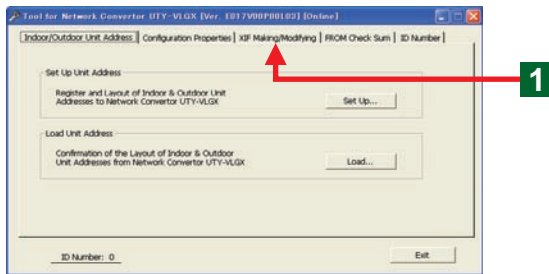 Tool for Network Convertor UTY-VLGX [Ver. E017V00P00L03] [Online]
Indoor/Outdoor Unit Address Configuration Properties XIF Making/Modifying FROM Check Sum ID Number
1
Set Up Unit Address
Register and Layout of Indoor & Outdoor Unit
Addresses to Network Convertor UTY-VLGX
Set Up...
Load Unit Address
Confirmation of the Layout of Indoor & Outdoor
Unit Addresses from Network Convertor UTY-VLGX
Load...
ID Number: 0
Exit